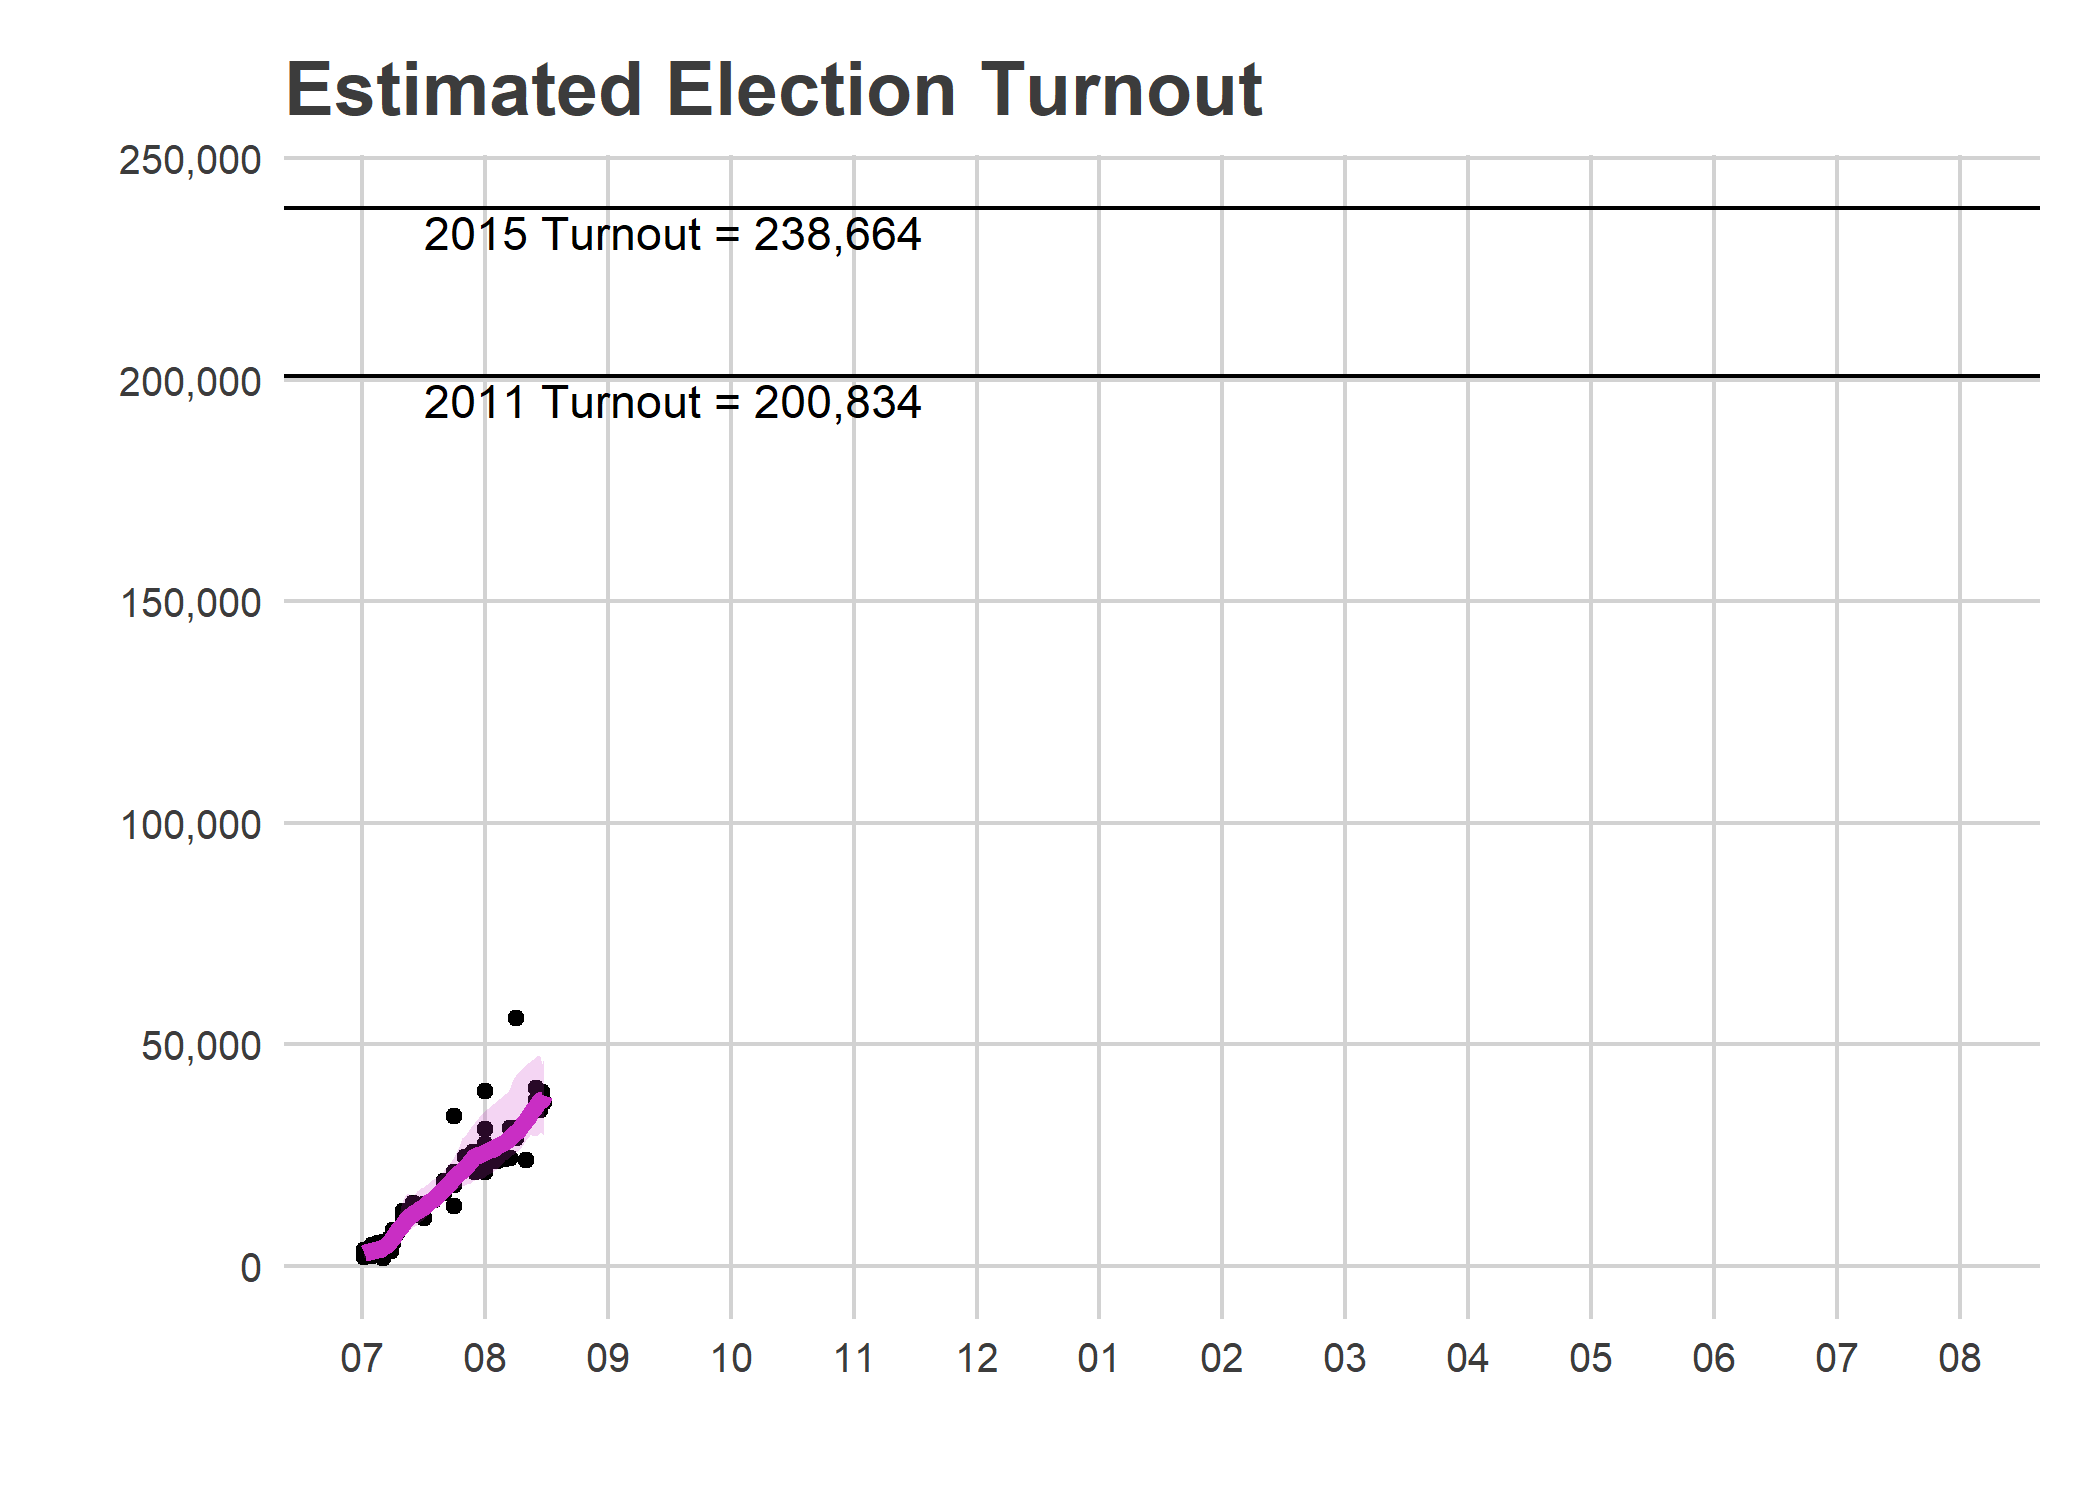 Estimated Election Turnout
250,000
2015 Turnout = 238,664
200,000
2011 Turnout = 200,834
150,000
100,000
50,000
0
07 08 09 10 11 12 01 02 03 04 05 06 07 08